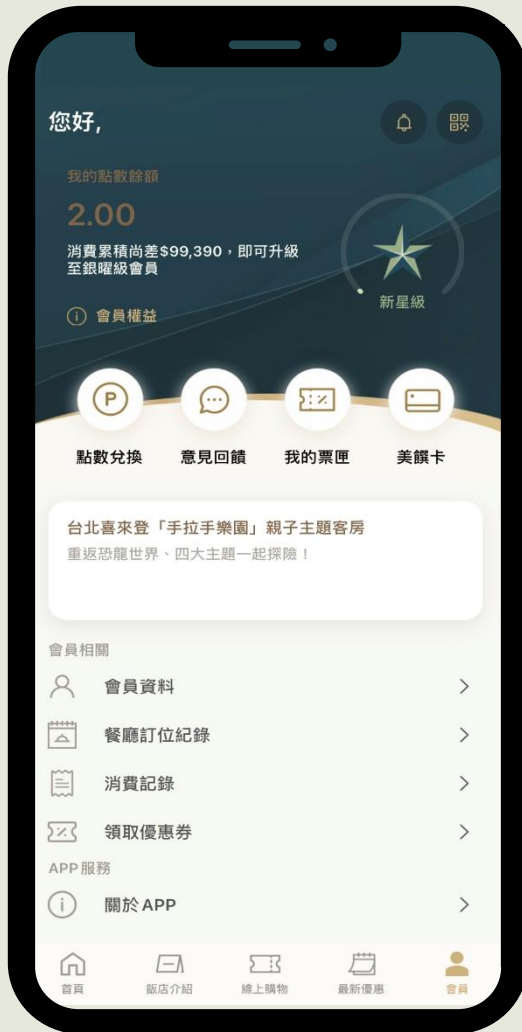 您好,
我的點數餘額
2.00
消費累積尚差$99,390，即可升級
至銀曜級會員
會員權益
新星級
點數兌換
意見回饋
我的票匣
美饌卡
台北喜來登「手拉手樂園」親子主題客房
重返恐龍世界、四大主題一起探險！
會員相關
會員資料
餐廳訂位紀錄
消費記錄
領取優惠券
APP服務
關於APP
首頁
飯店介紹
線上購物
最新優惠
會員